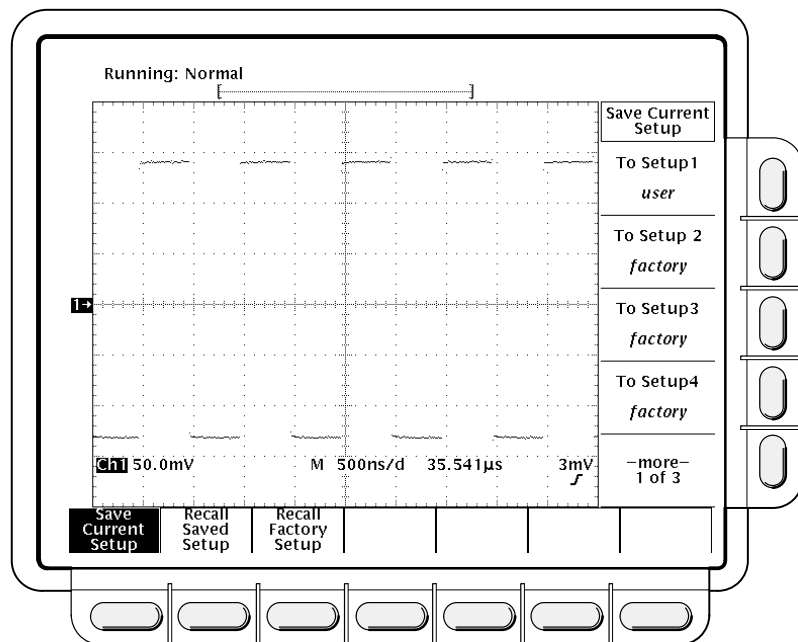 Running: Normal
Save Current
Setup
To Setup1
user
To Setup 2
factory
1→
To Setup3
factory
To Setup4
factory
Ch1 50.0mV M 500ns/d 35.541µs 3mV
–more–
1 of 3
Save
Current
Setup
Recall
Saved
Setup
Recall
Factory
Setup